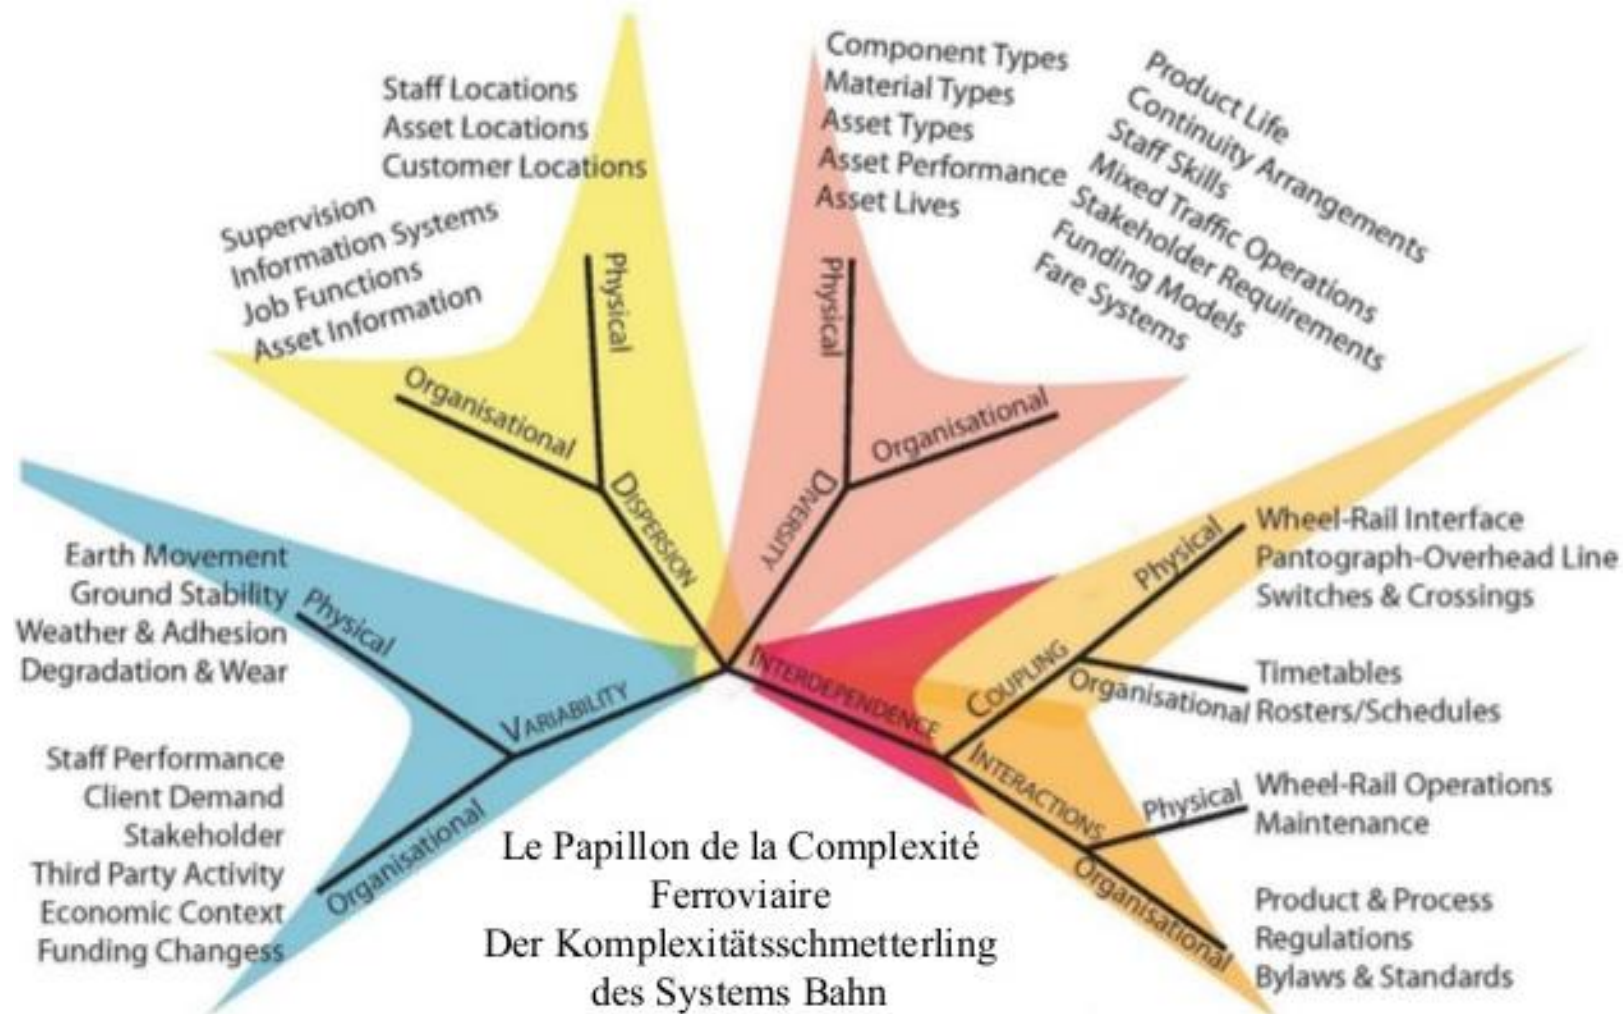 Staff Locations
Asset Locations
Customer Locations
Supervision
Information Systems
Job Functions
Asset Information
Physical
Organisational
DISPERSION
Component Types
Material Types
Asset Types
Asset Performance
Asset Lives
Product Life
Continuity Arrangements
Staff Skills
Mixed Traffic Operations
Stakeholder Requirements
Funding Models
Fare Systems
Physical
Organisational
DIVERSITY
Earth Movement
Ground Stability
Weather & Adhesion
Degradation & Wear
Physical
VARIABILITY
Staff Performance
Client Demand
Stakeholder
Third Party Activity
Economic Context
Funding Changess
Organisational
INTERDEPENDENCE
COUPLING
Physical
Wheel-Rail Interface
Pantograph-Overhead Line
Switches & Crossings
Organisational
Timetables
Rosters/Schedules
INTERACTIONS
Physical
Wheel-Rail Operations
Maintenance
Organisational
Product & Process
Regulations
Bylaws & Standards
Le Papillon de la Complexité
Ferroviaire
Der Komplexitätsschmetterling
des Systems Bahn